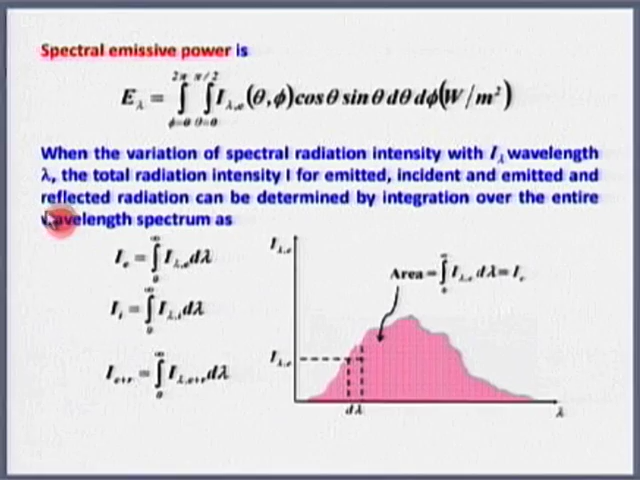 Spectral emissive power is
E_λ = ∫_{ϕ=0}^{2π} ∫_{θ=0}^{π/2} I_{λ,e}(θ,ϕ) cosθ sinθ dθ dϕ (W/m²)
When the variation of spectral radiation intensity with I_λ wavelength
λ, the total radiation intensity I for emitted, incident and emitted and
reflected radiation can be determined by integration over the entire
wavelength spectrum as
I_e = ∫_0^∞ I_{λ,e} dλ
I_i = ∫_0^∞ I_{λ,i} dλ
I_{e+r} = ∫_0^∞ I_{λ,e+r} dλ
I_{λ,e}
Area = ∫_0^∞ I_{λ,e} dλ = I_e
I_{λ,e}
dλ
λ